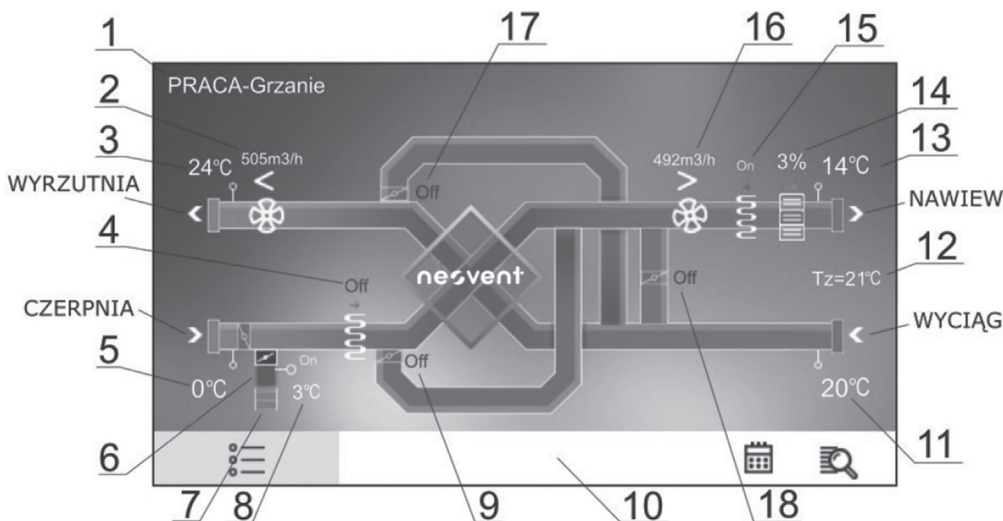 17 16 15
1
PRACA-Grzanie
2
14
3 24°C 505m3/h 492m3/h On 3% 14°C 13
WYRZUTNIA < Off > NAWIEW
4
neovent
Off Off Tz=21°C 12
CZERPNIA WYCIĄG
5 On Off
0°C 3°C 20°C
6 11
7 8 9 10 18